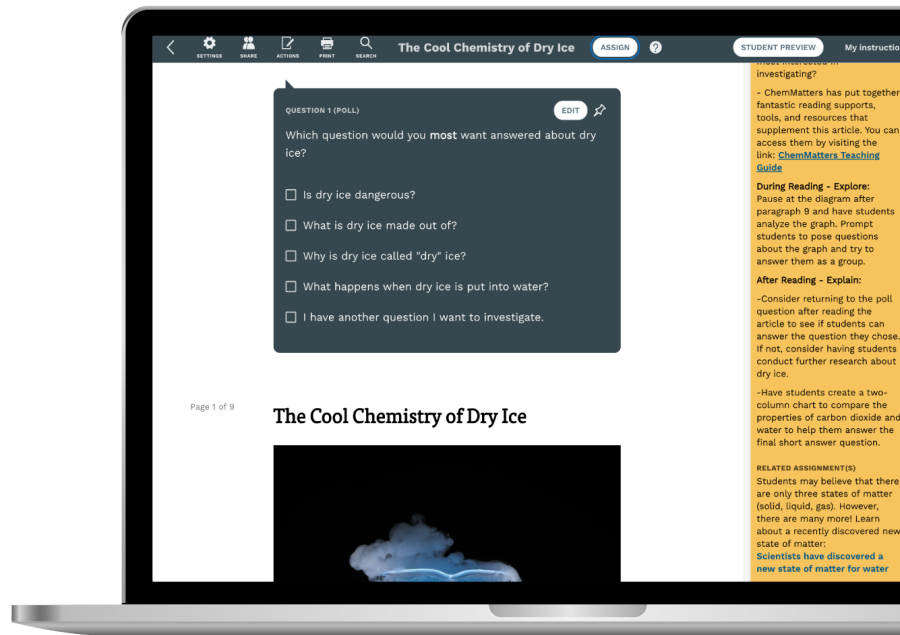 The Cool Chemistry of Dry Ice
ASSIGN
?
STUDENT PREVIEW
My instructio
SETTINGS
SHARE
ACTIONS
PRINT
SEARCH
QUESTION 1 (POLL)
EDIT
Which question would you most want answered about dry
ice?
Is dry ice dangerous?
What is dry ice made out of?
Why is dry ice called "dry" ice?
What happens when dry ice is put into water?
I have another question I want to investigate.
Page 1 of 9
The Cool Chemistry of Dry Ice
most interested in
investigating?
- ChemMatters has put together
fantastic reading supports,
tools, and resources that
supplement this article. You can
access them by visiting the
link: ChemMatters Teaching
Guide
During Reading - Explore:
Pause at the diagram after
paragraph 9 and have students
analyze the graph. Prompt
students to pose questions
about the graph and try to
answer them as a group.
After Reading - Explain:
-Consider returning to the poll
question after reading the
article to see if students can
answer the question they chose.
If not, consider having students
conduct further research about
dry ice.
-Have students create a two-
column chart to compare the
properties of carbon dioxide and
water to help them answer the
final short answer question.
RELATED ASSIGNMENT(S)
Students may believe that there
are only three states of matter
(solid, liquid, gas). However,
there are many more! Learn
about a recently discovered new
state of matter:
Scientists have discovered a
new state of matter for water